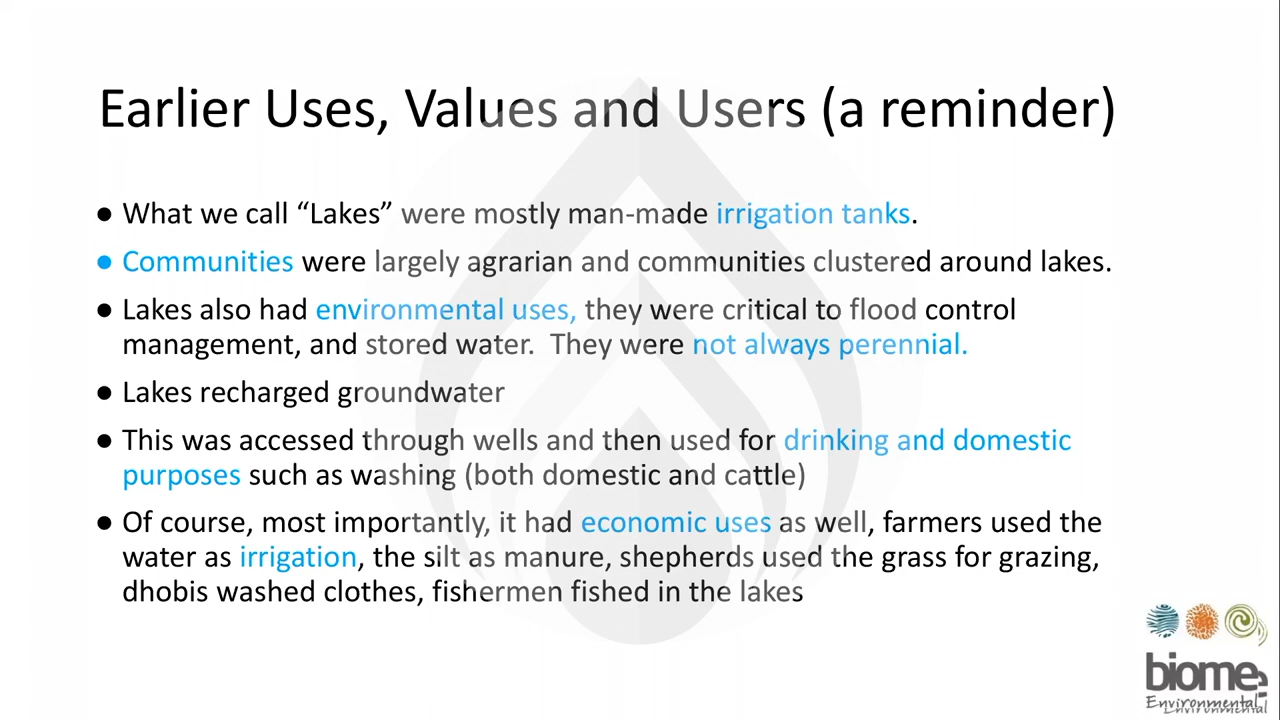 Earlier Uses, Values and Users (a reminder)
● What we call “Lakes” were mostly man-made irrigation tanks.
● Communities were largely agrarian and communities clustered around lakes.
● Lakes also had environmental uses, they were critical to flood control
management, and stored water.  They were not always perennial.
● Lakes recharged groundwater
● This was accessed through wells and then used for drinking and domestic
purposes such as washing (both domestic and cattle)
● Of course, most importantly, it had economic uses as well, farmers used the
water as irrigation, the silt as manure, shepherds used the grass for grazing,
dhobis washed clothes, fishermen fished in the lakes
biome
Environmental